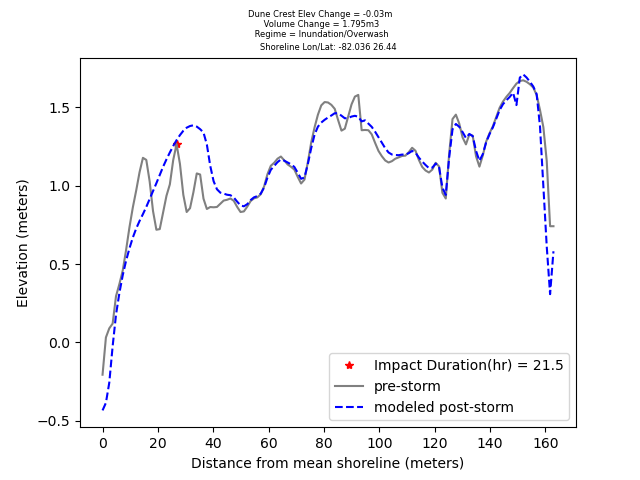 Dune Crest Elev Change = -0.03m
Volume Change = 1.795m3
Regime = Inundation/Overwash
Shoreline Lon/Lat: -82.036 26.44
1.5
1.0
0.5
0.0
−0.5
Elevation (meters)
Impact Duration(hr) = 21.5
pre-storm
modeled post-storm
0 20 40 60 80 100 120 140 160
Distance from mean shoreline (meters)